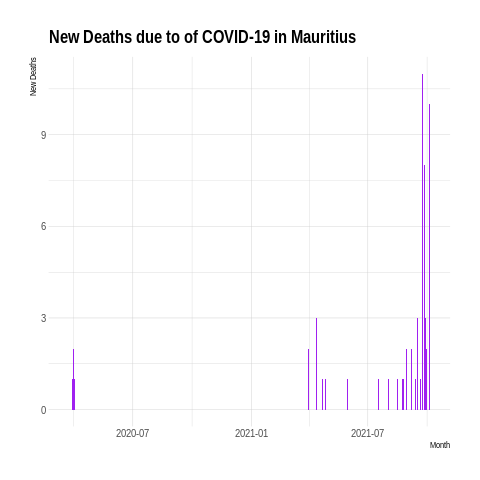 New Deaths due to of COVID-19 in Mauritius
New Deaths
9
6
3
0
2020-07 2021-01 2021-07
Month